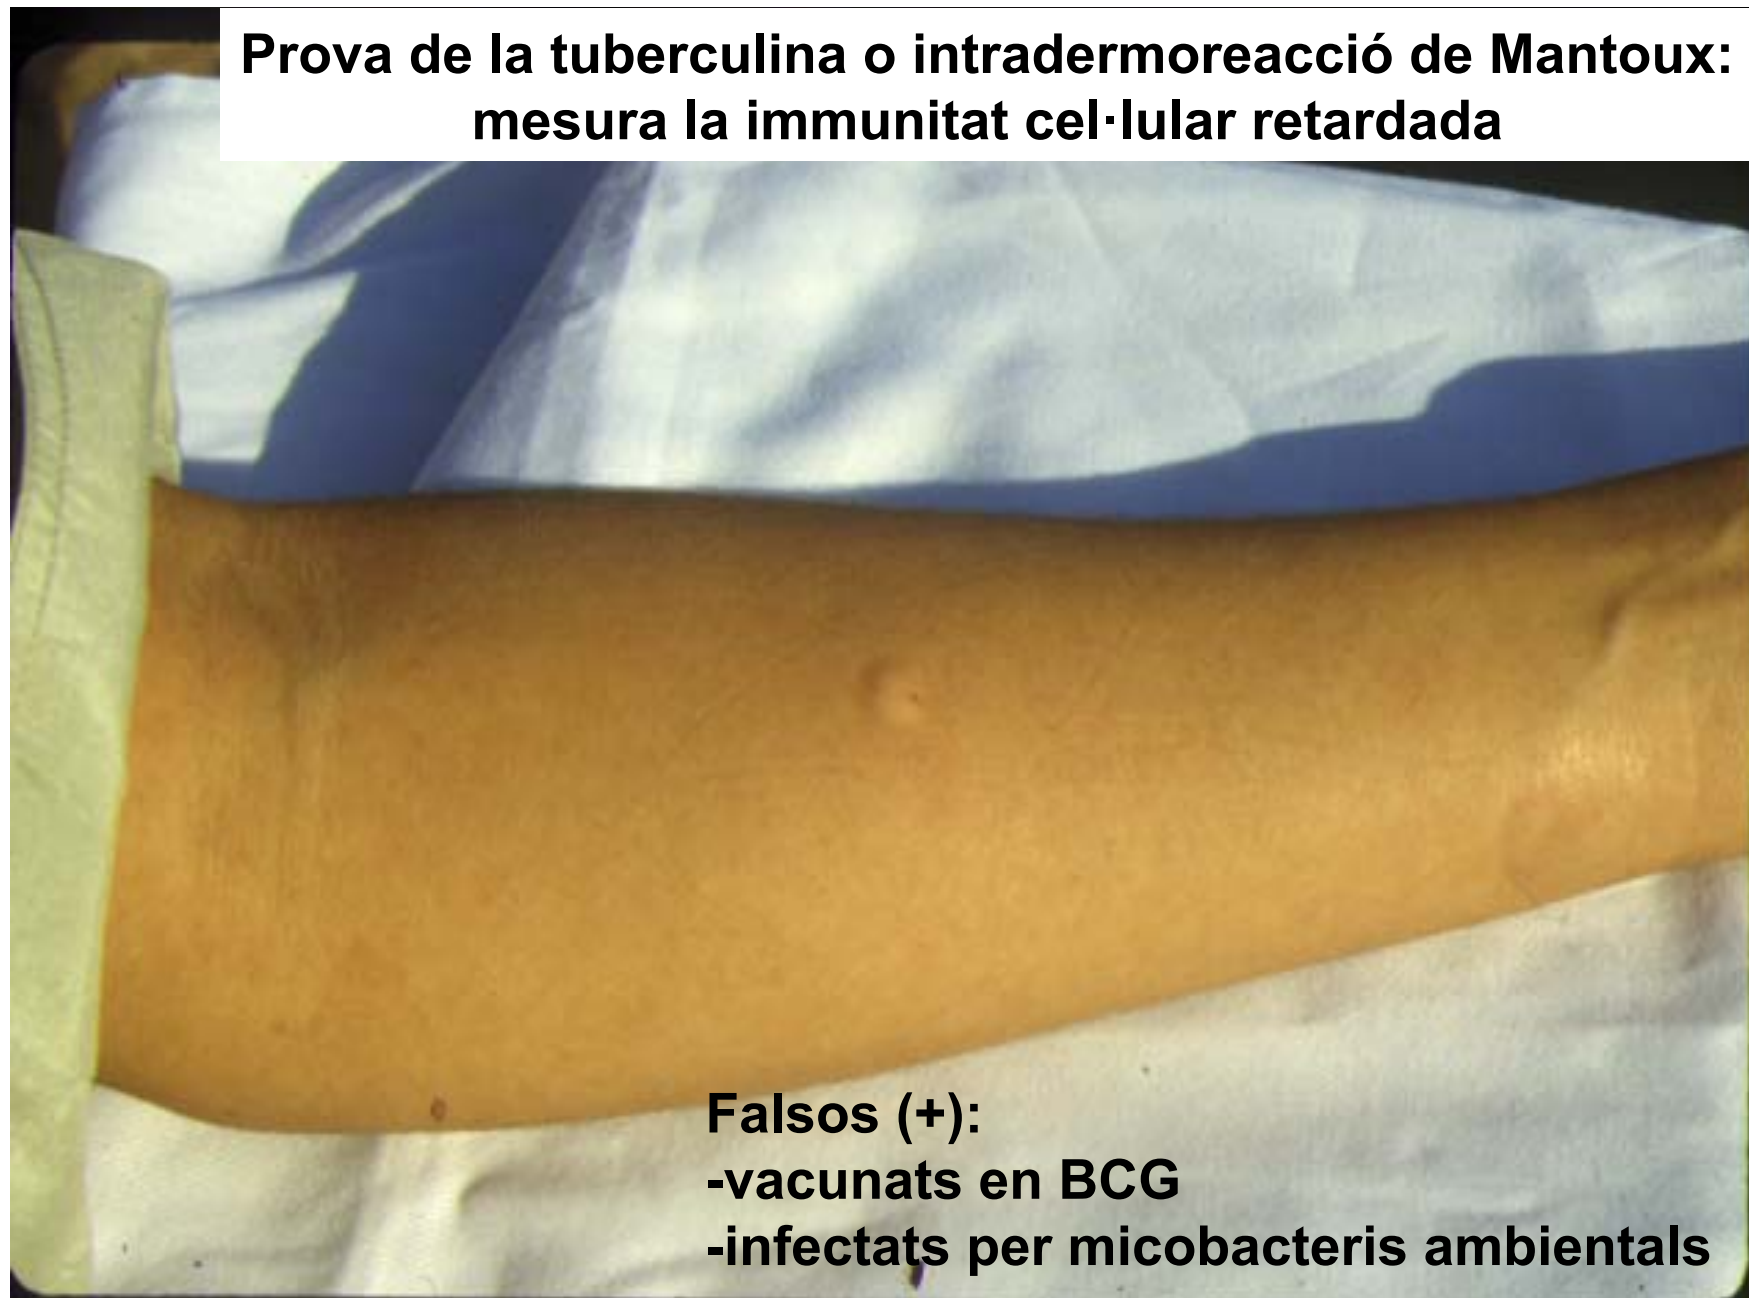 Prova de la tuberculina o intradermoreacció de Mantoux:
mesura la immunitat cel·lular retardada
Falsos (+):
-vacunats en BCG
-infectats per micobacteris ambientals